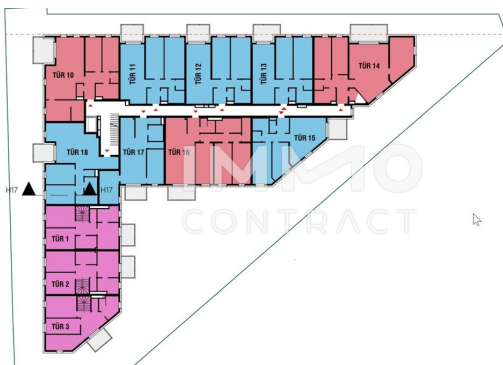 TÜR 10
TÜR 11
TÜR 12
TÜR 13
TÜR 14
TÜR 18
TÜR 17
TÜR 16
TÜR 15
IMMO
CONTRACT
H17
H17
TÜR 1
TÜR 2
TÜR 3